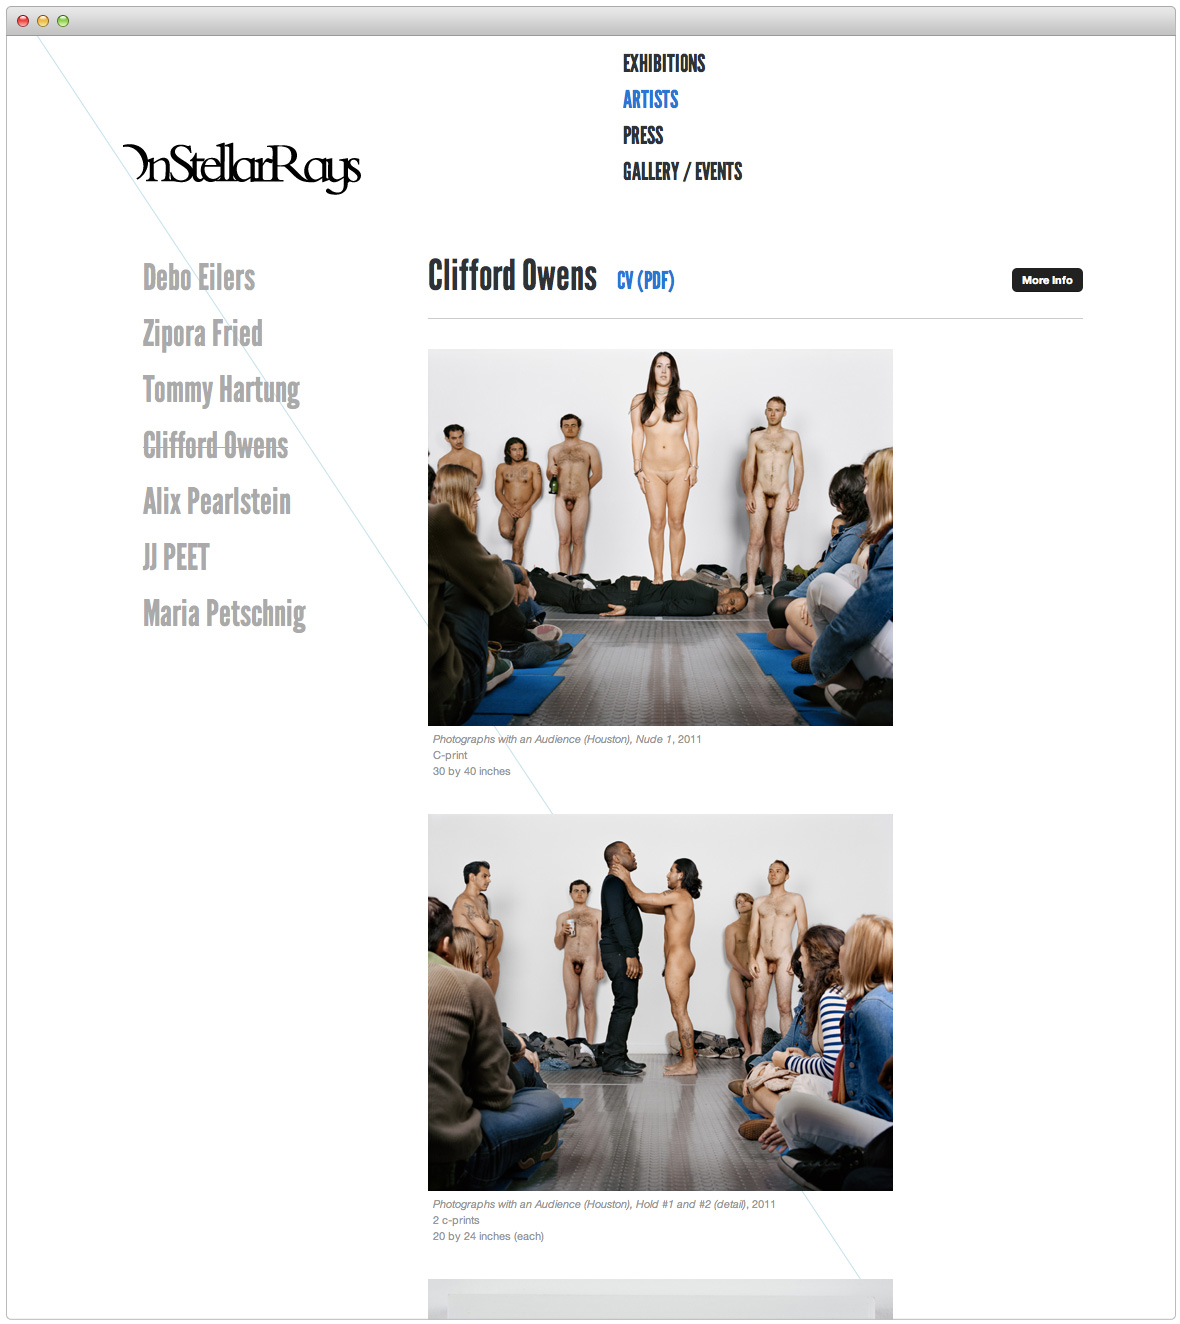 EXHIBITIONS
ARTISTS
PRESS
GALLERY / EVENTS
OnStellarRays
Debo Eilers
Zipora Fried
Tommy Hartung
Clifford Owens
Alix Pearlstein
JJ PEET
Maria Petschnig
Clifford Owens CV (PDF)
More Info
Photographs with an Audience (Houston), Nude 1, 2011
C-print
30 by 40 inches
Photographs with an Audience (Houston), Hold #1 and #2 (detail), 2011
2 c-prints
20 by 24 inches (each)